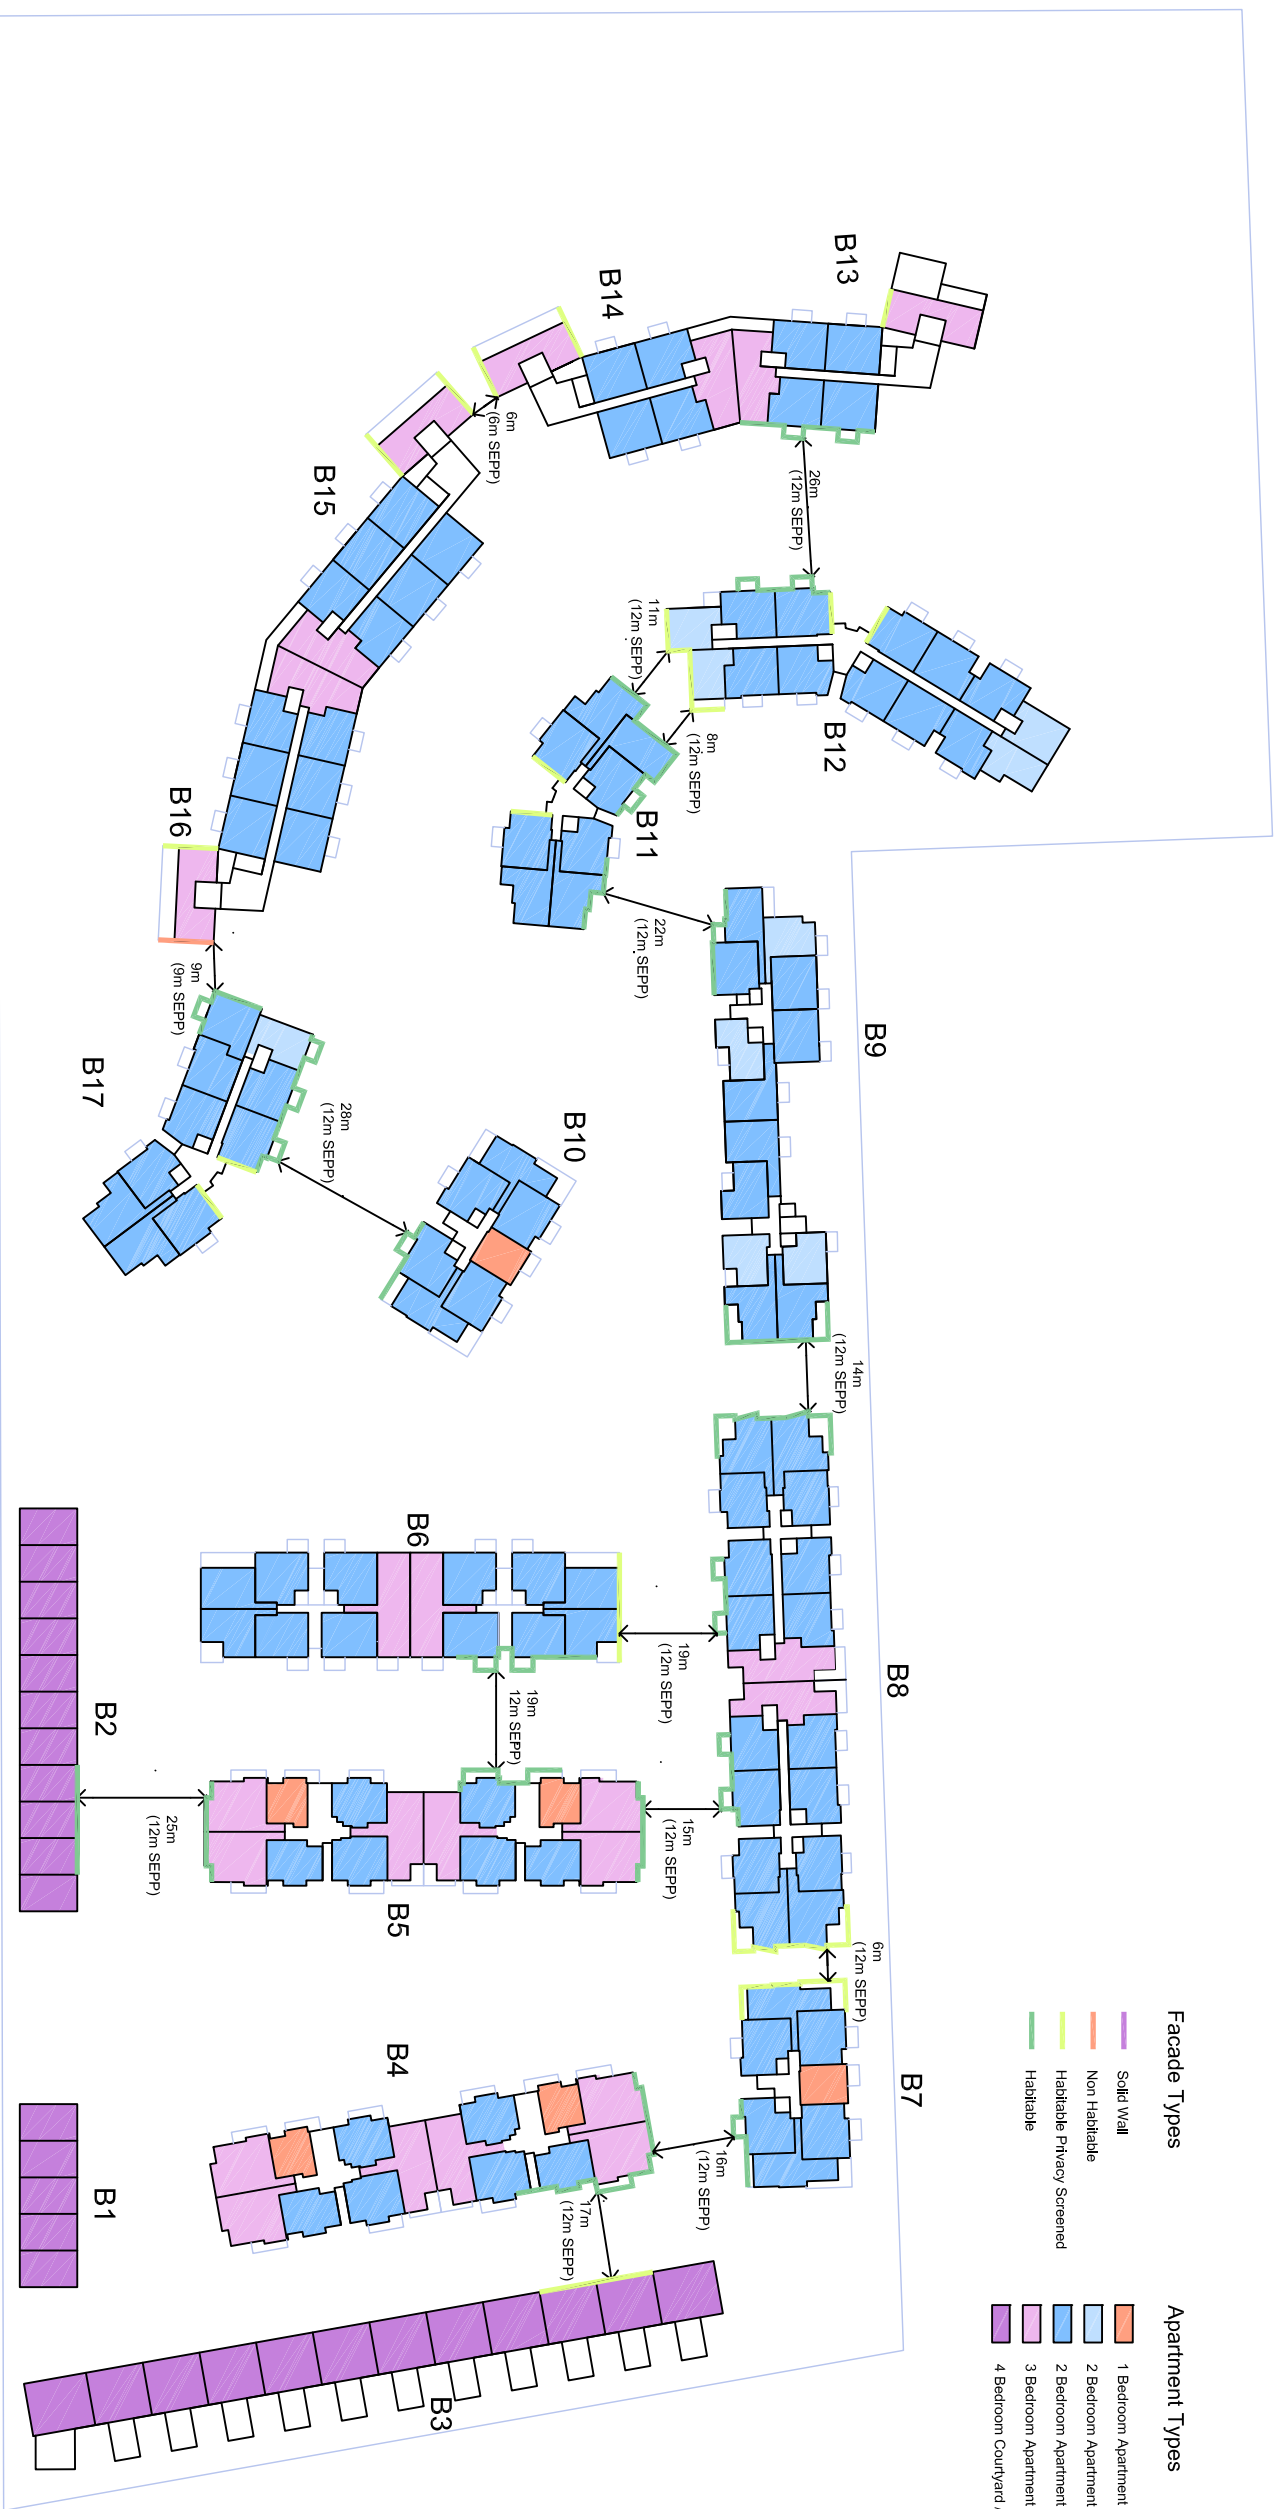 B13
B14
26m
(12m SEPP)
6m
(6m SEPP)
B15
11m
(12m SEPP)
8m
(12m SEPP)
B12
B11
B16
22m
(12m SEPP)
9m
(9m SEPP)
B9
B17
28m
(12m SEPP)
B10
14m
(12m SEPP)
B6
19m
(12m SEPP)
B8
19m
12m SEPP)
B2
25m
(12m SEPP)
15m
(12m SEPP)
B5
6m
(12m SEPP)
B4
B7
16m
(12m SEPP)
B1
17m
(12m SEPP)
B3
Facade Types
Solid Wall
Non Habitable
Habitable Privacy Screened
Habitable
Apartment Types
1 Bedroom Apartment
2 Bedroom Apartment
2 Bedroom Apartment
3 Bedroom Apartment
4 Bedroom Courtyard